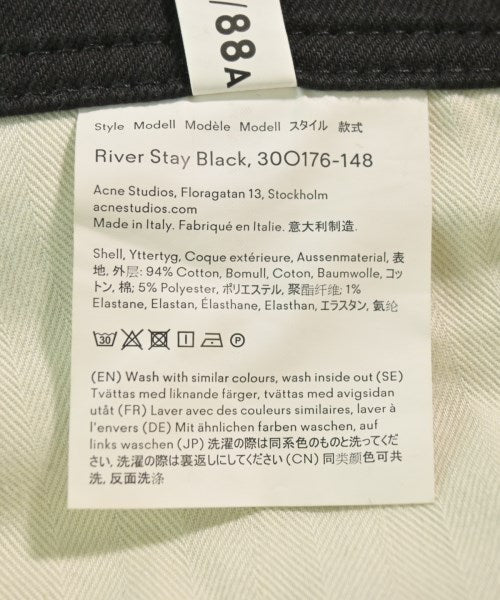 /88A
Style Modell Modèle Modell スタイル 款式
River Stay Black, 30O176-148
Acne Studios, Floragatan 13, Stockholm
acnestudios.com
Made in Italy. Fabriqué en Italie. 意大利制造.
Shell, Yttertyg, Coque extérieure, Aussenmaterial, 表
地, 外层: 94% Cotton, Bomull, Coton, Baumwolle, コッ
トン, 棉; 5% Polyester, ポリエステル, 聚酯纤维; 1%
Elastane, Elastan, Élasthane, Elasthan, エラスタン, 氨纶
30 P
(EN) Wash with similar colours, wash inside out (SE)
Tvättas med liknande färger, tvättas med avigsidan
utåt (FR) Laver avec des couleurs similaires, laver à
l'envers (DE) Mit ähnlichen farben waschen, auf
links waschen (JP) 洗濯の際は同系色のものと洗ってくだ
さい, 洗濯の際は裏返しにしてください (CN) 同类颜色可共
洗, 反面洗涤